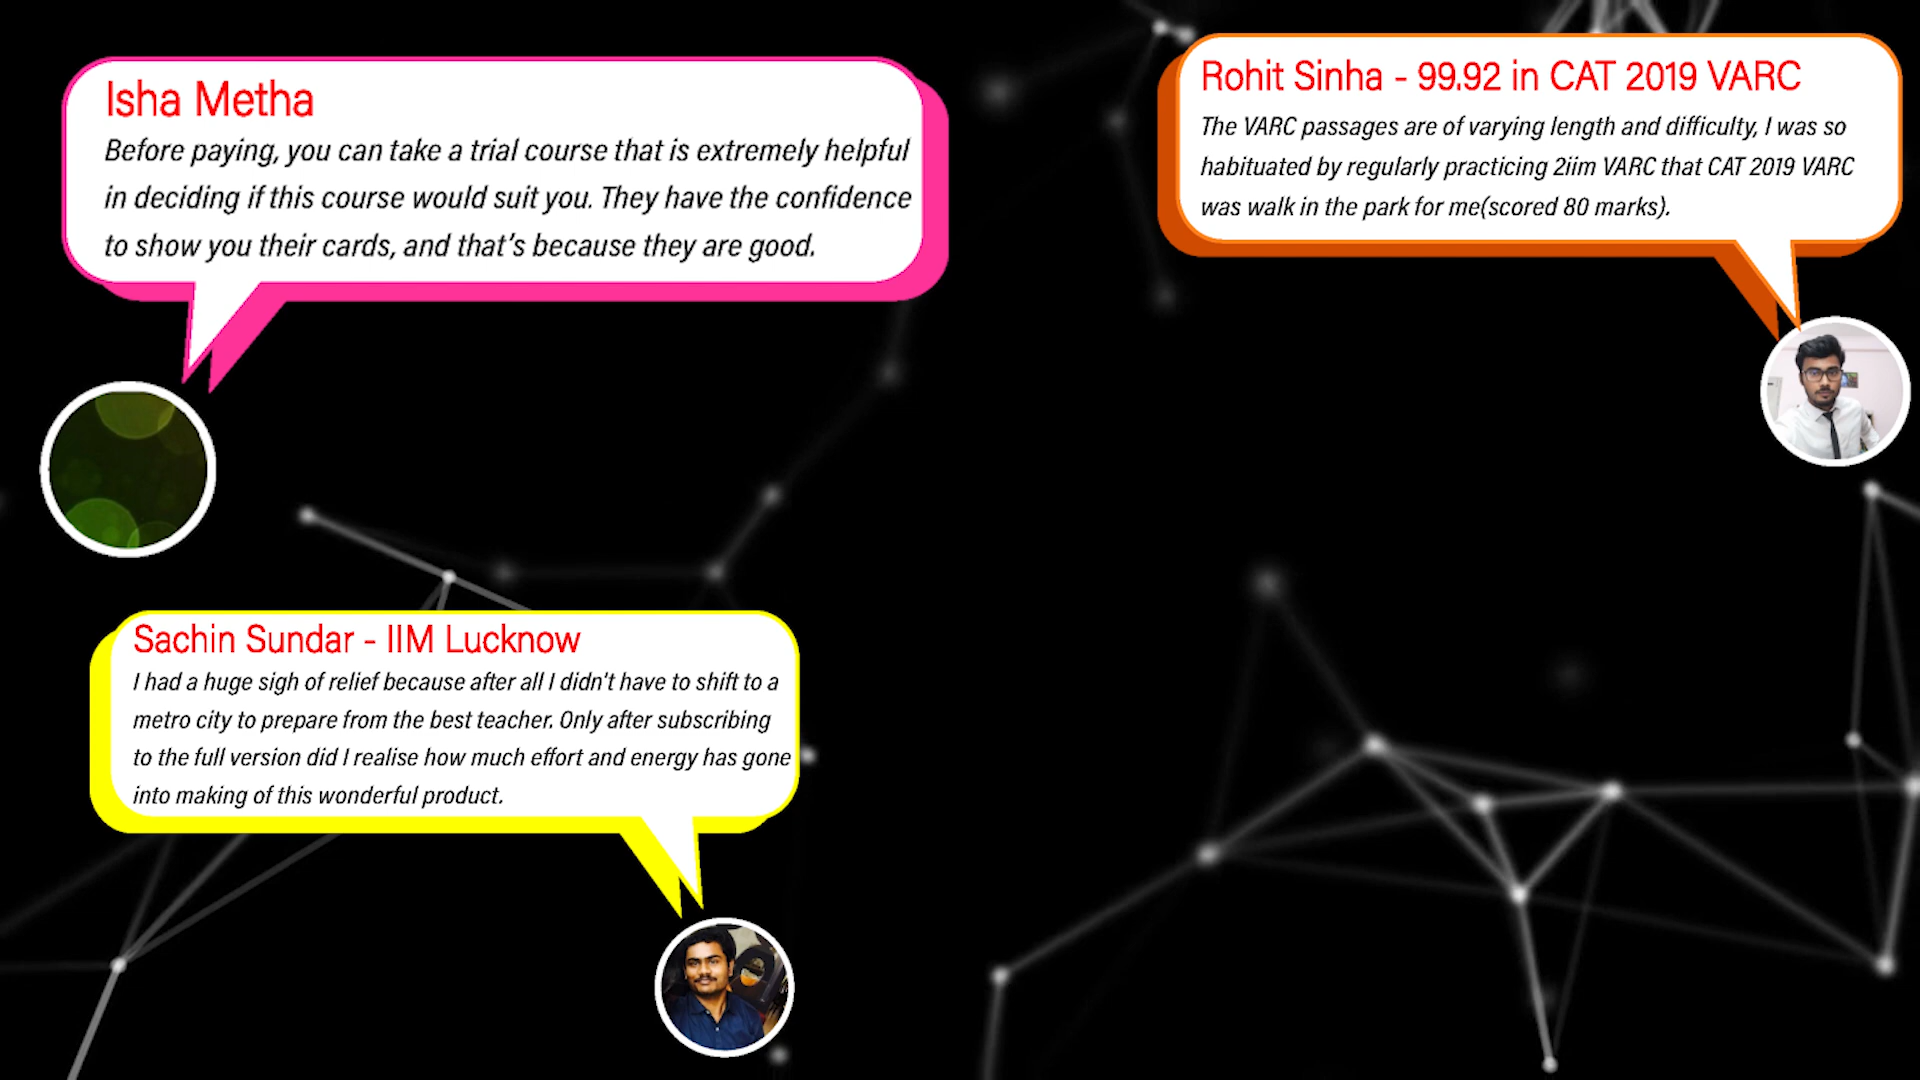 Isha Metha
Before paying, you can take a trial course that is extremely helpful
in deciding if this course would suit you. They have the confidence
to show you their cards, and that's because they are good.
Rohit Sinha - 99.92 in CAT 2019 VARC
The VARC passages are of varying length and difficulty, I was so
habituated by regularly practicing 2iim VARC that CAT 2019 VARC
was walk in the park for me(scored 80 marks).
Sachin Sundar - IIM Lucknow
I had a huge sigh of relief because after all I didn't have to shift to a
metro city to prepare from the best teacher. Only after subscribing
to the full version did I realise how much effort and energy has gone
into making of this wonderful product.